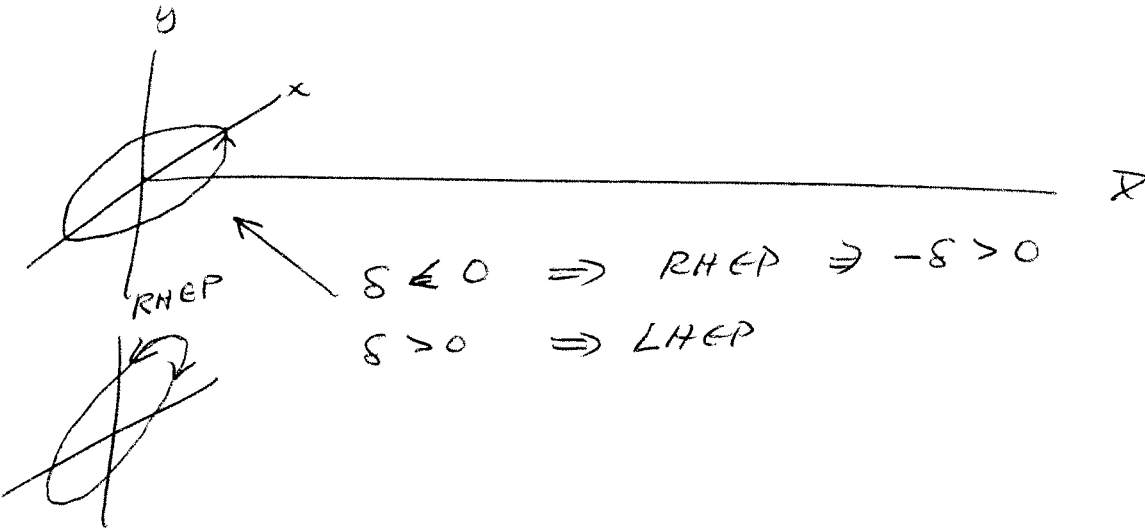 y
x
δ < 0 ⇒ RHEP ⇒ -δ > 0
RHEP
δ > 0 ⇒ LHEP